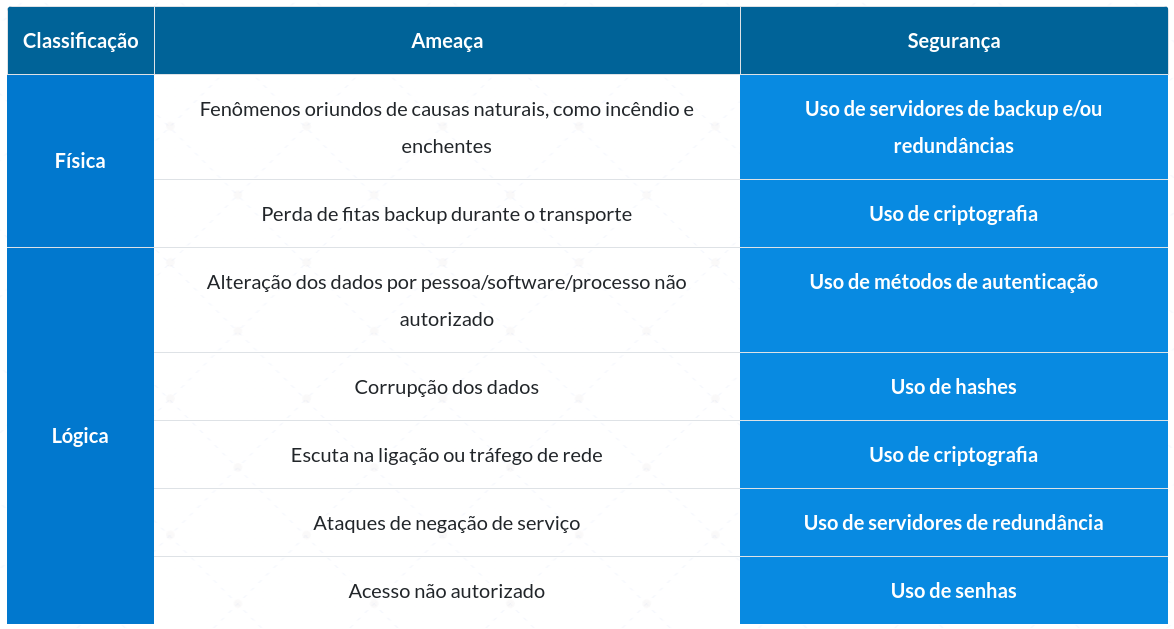 Classificação
Ameaça
Segurança
Física
Fenômenos oriundos de causas naturais, como incêndio e
enchentes
Uso de servidores de backup e/ou
redundâncias
Perda de fitas backup durante o transporte
Uso de criptografia
Lógica
Alteração dos dados por pessoa/software/processo não
autorizado
Uso de métodos de autenticação
Corrupção dos dados
Uso de hashes
Escuta na ligação ou tráfego de rede
Uso de criptografia
Ataques de negação de serviço
Uso de servidores de redundância
Acesso não autorizado
Uso de senhas